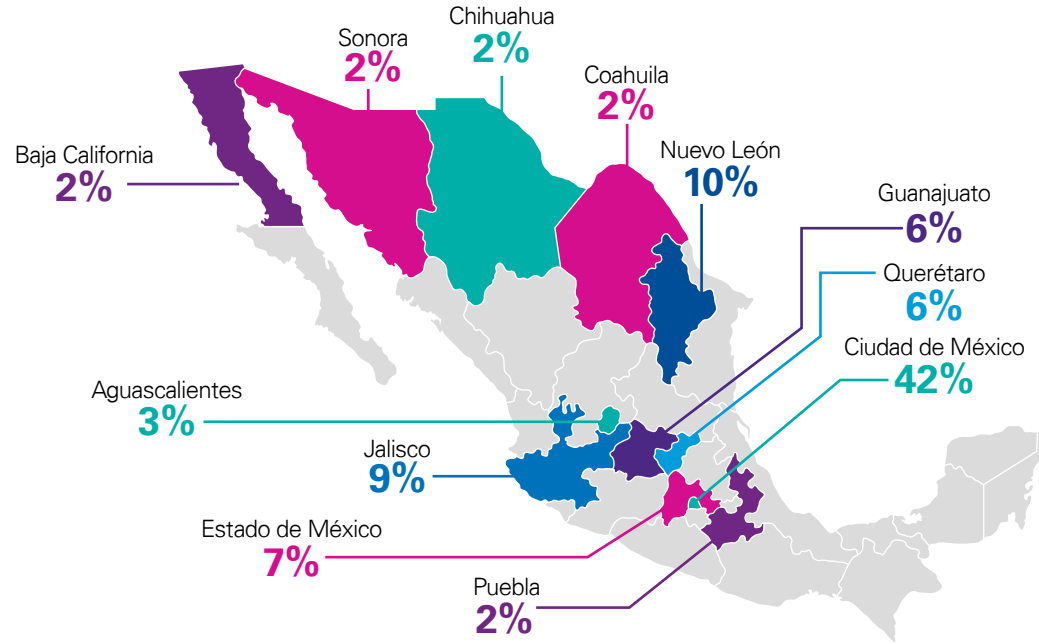 Chihuahua
2%
Sonora
2%
Coahuila
2%
Baja California
2%
Nuevo León
10%
Guanajuato
6%
Querétaro
6%
Ciudad de México
42%
Aguascalientes
3%
Jalisco
9%
Estado de México
7%
Puebla
2%